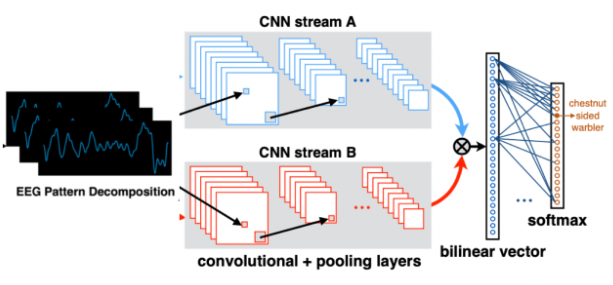 CNN stream A
EEG Pattern Decomposition
CNN stream B
convolutional + pooling layers
bilinear vector
softmax
chestnut
sided
warbler